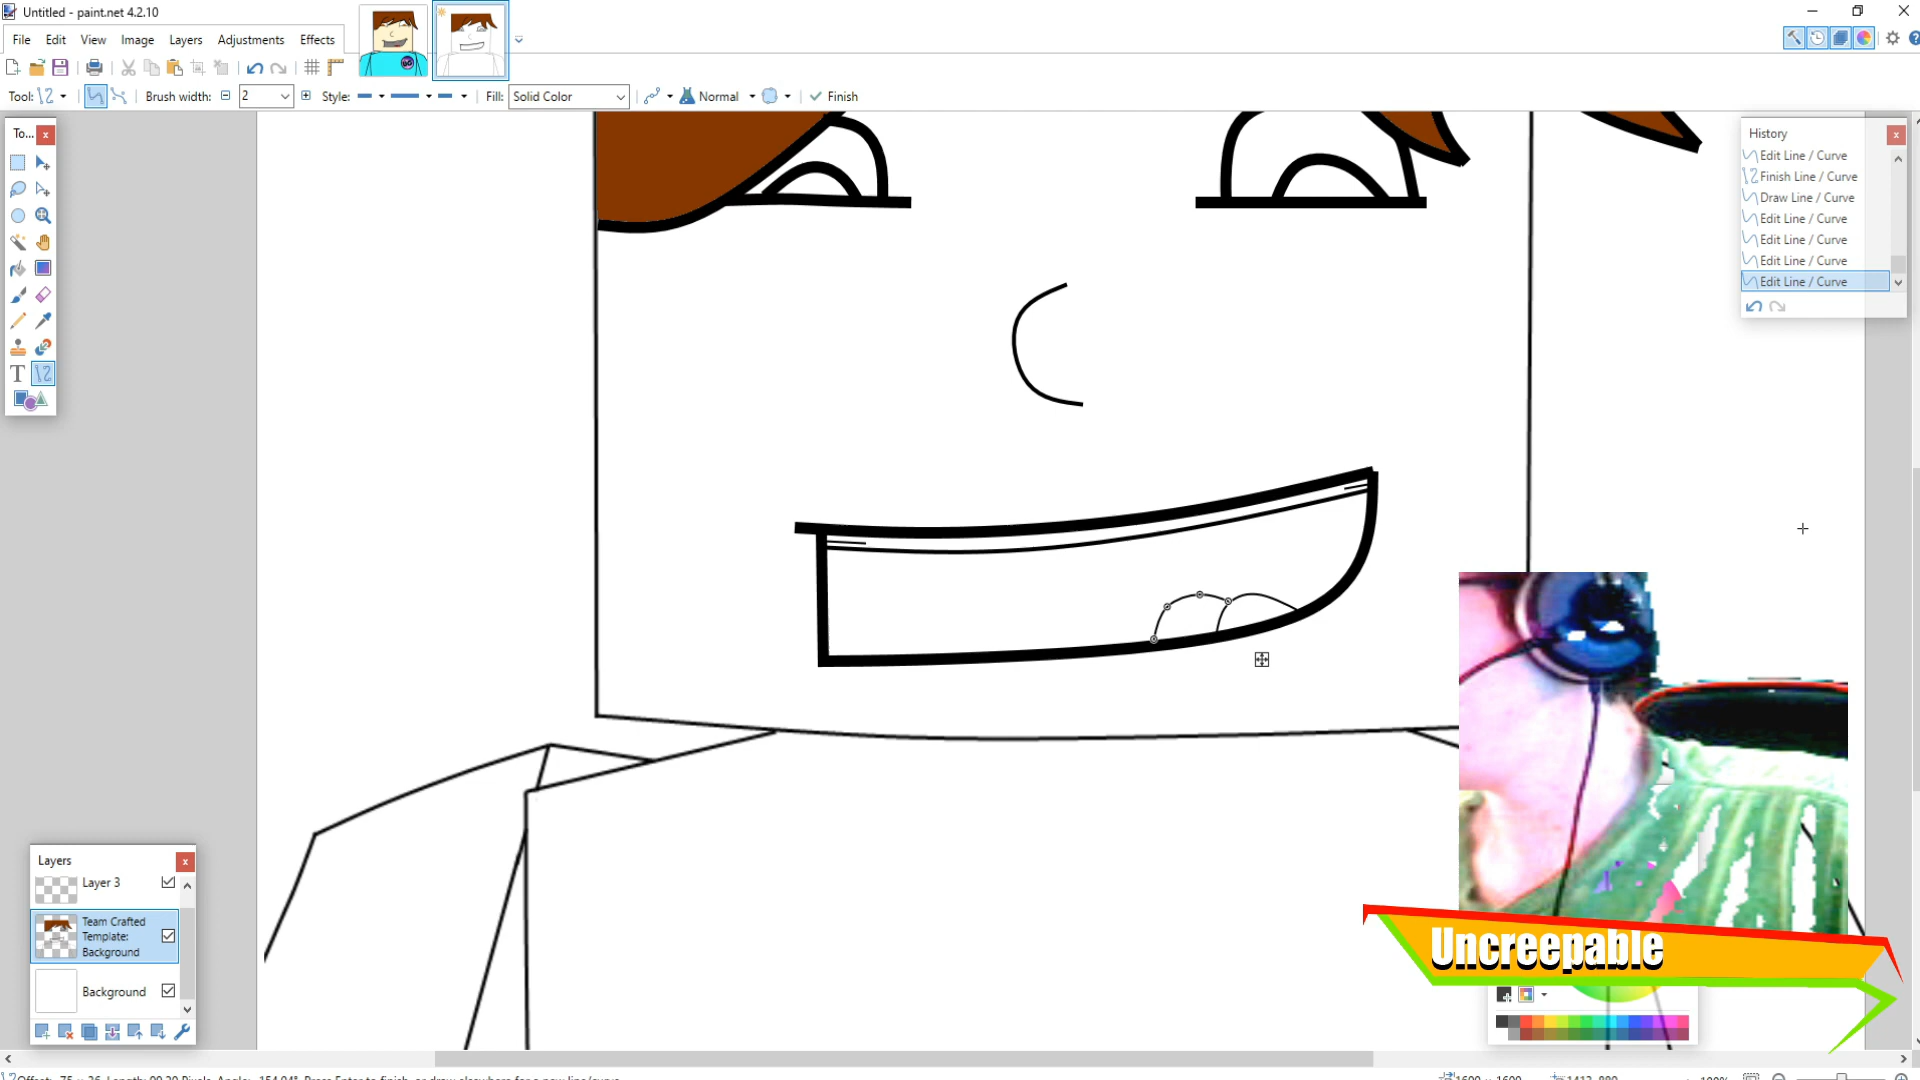 Untitled - paint.net 4.2.10
File Edit View Image Layers Adjustments Effects
Tool: Brush width: 2 Style: Fill: Solid Color Normal Finish
To...
History
Edit Line / Curve
Finish Line / Curve
Draw Line / Curve
Edit Line / Curve
Edit Line / Curve
Edit Line / Curve
Edit Line / Curve
Layers
Layer 3
Team Crafted
Template:
Background
Background
Uncreepable